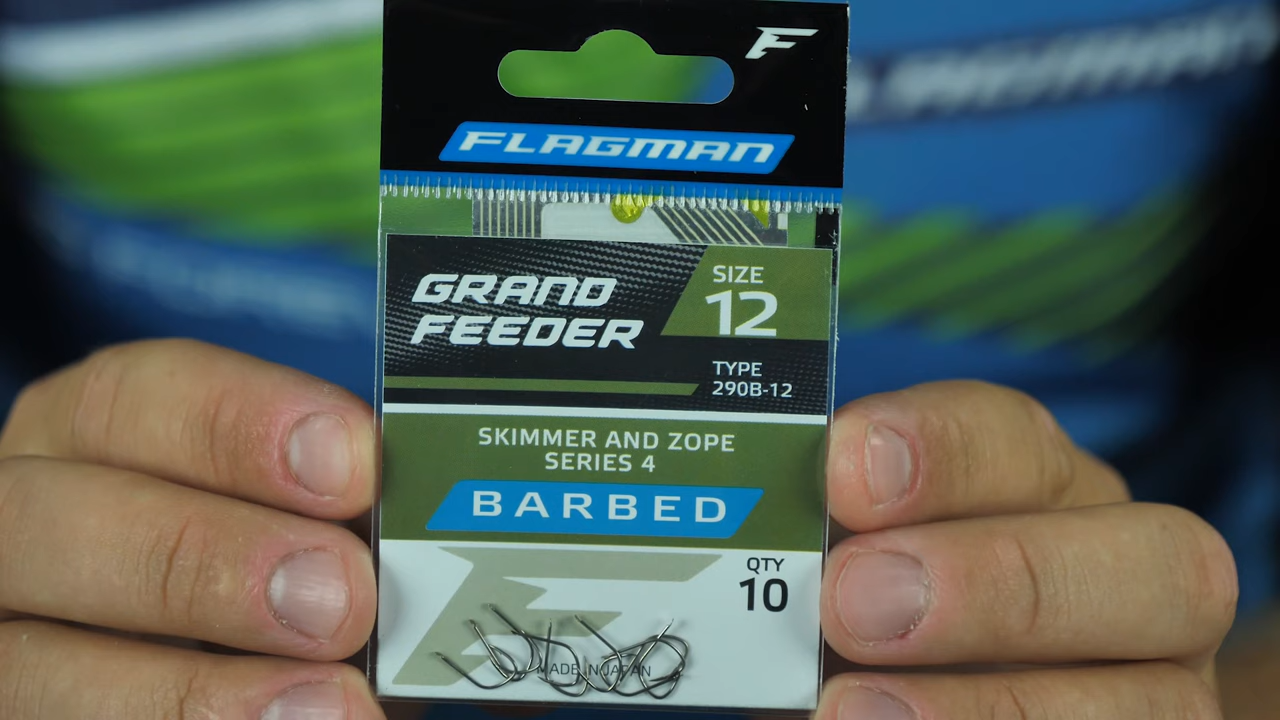 FLAGMAN
GRAND
FEEDER
SIZE
12
TYPE
290B-12
SKIMMER AND ZOPE
SERIES 4
BARBED
QTY
10
MADE IN JAPAN